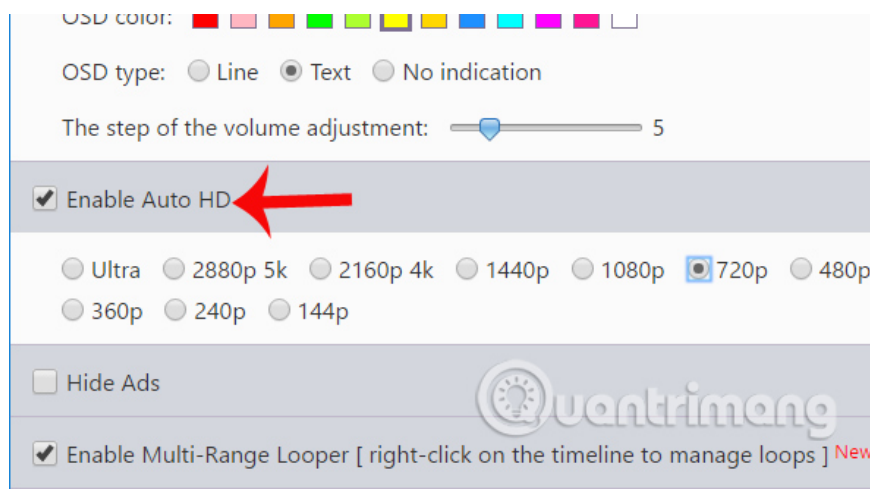 OSD color:
OSD type: Line Text No indication
The step of the volume adjustment: 5
Enable Auto HD
Ultra 2880p 5k 2160p 4k 1440p 1080p 720p 480p
360p 240p 144p
Hide Ads
Quantrimang
Enable Multi-Range Looper [ right-click on the timeline to manage loops ] New